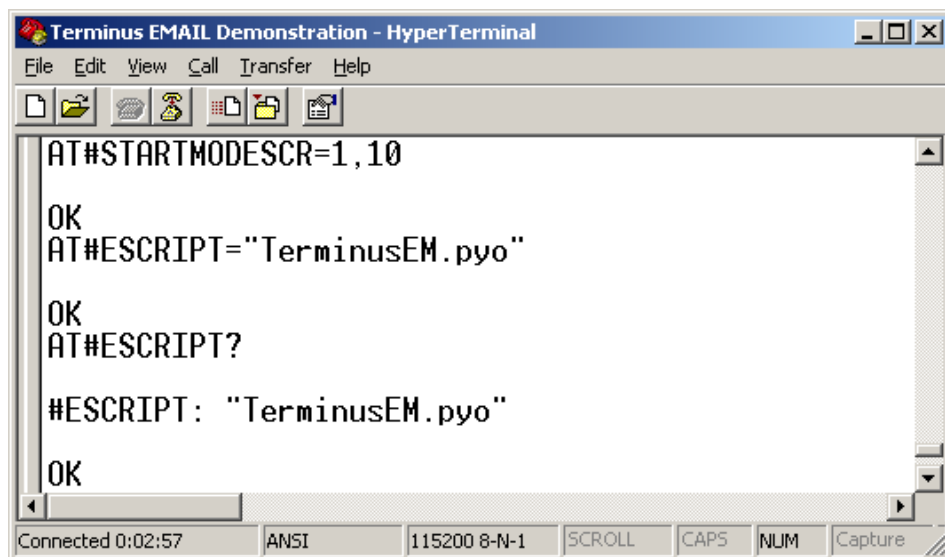 Terminus EMAIL Demonstration - HyperTerminal
File Edit View Call Transfer Help
AT#STARTMODESCR=1,10
OK
AT#ESCRIPT="TerminusEM.pyo"
OK
AT#ESCRIPT?
#ESCRIPT: "TerminusEM.pyo"
OK
Connected 0:02:57 ANSI 115200 8-N-1 SCROLL CAPS NUM Capture